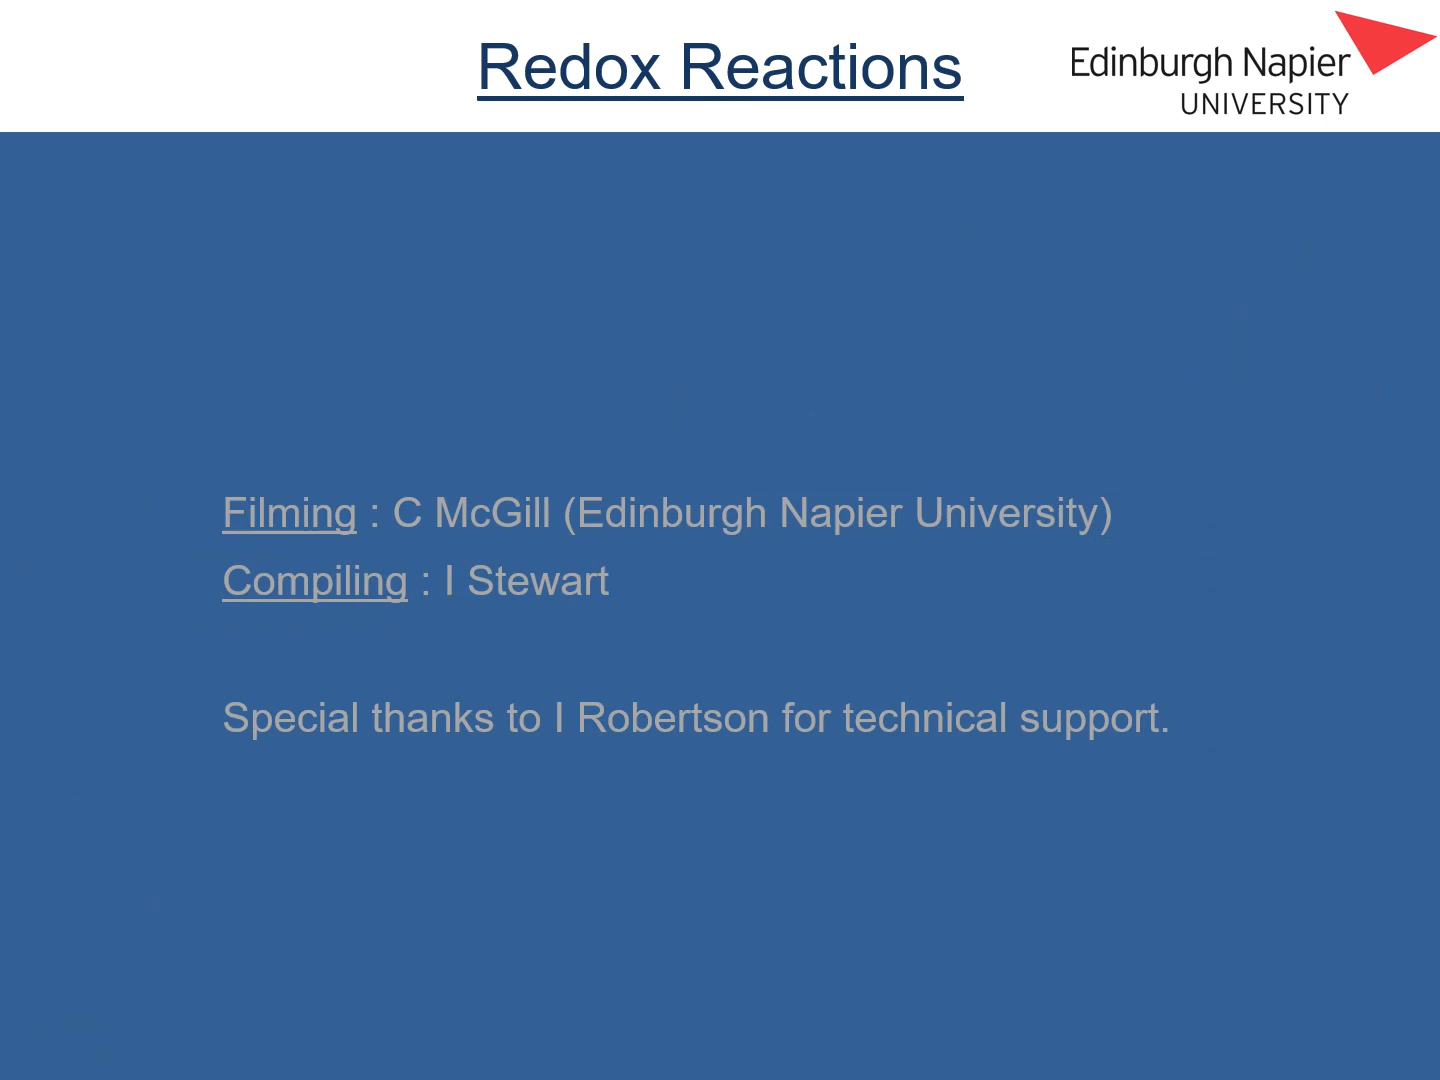 Redox Reactions
Edinburgh Napier
UNIVERSITY
Filming : C McGill (Edinburgh Napier University)
Compiling : I Stewart
Special thanks to I Robertson for technical support.